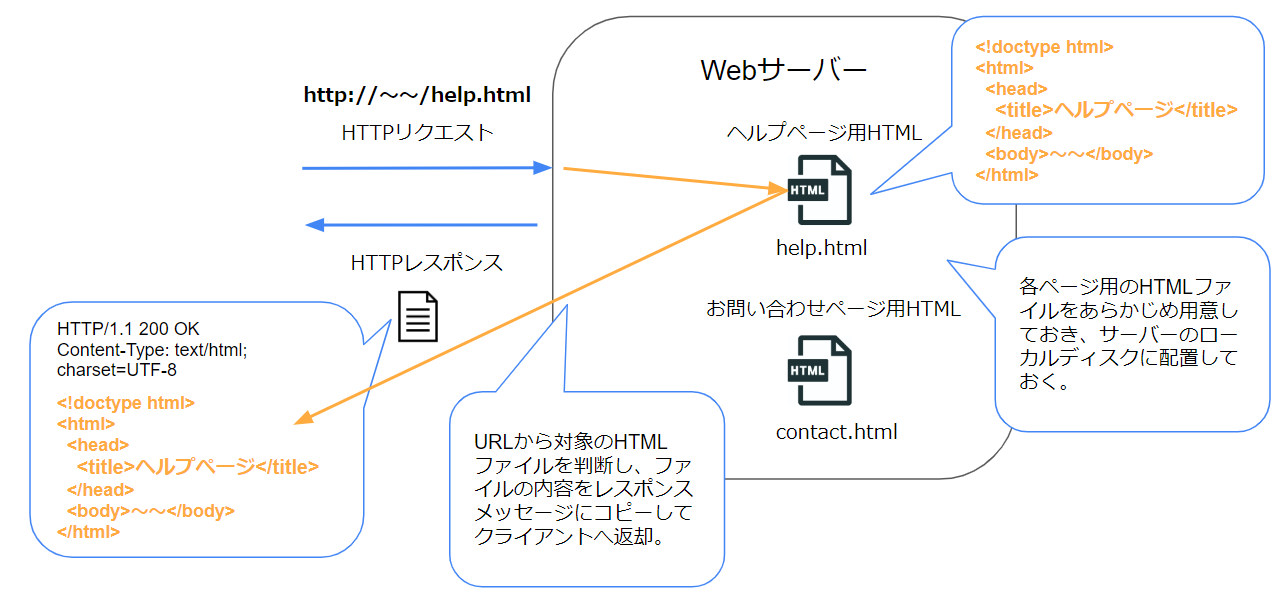 Webサーバー
http://～～/help.html
HTTPリクエスト
HTTPレスポンス
ヘルプページ用HTML
HTML
help.html
お問い合わせページ用HTML
HTML
contact.html
<!doctype html>
<html>
<head>
<title>ヘルプページ</title>
</head>
<body>～～</body>
</html>
各ページ用のHTMLファ
イルをあらかじめ用意し
ておき、サーバーのロー
カルディスクに配置して
おく。
HTTP/1.1 200 OK
Content-Type: text/html;
charset=UTF-8
<!doctype html>
<html>
<head>
<title>ヘルプページ</title>
</head>
<body>～～</body>
</html>
URLから対象のHTML
ファイルを判断し、ファ
イルの内容をレスポンス
メッセージにコピーして
クライアントへ返却。